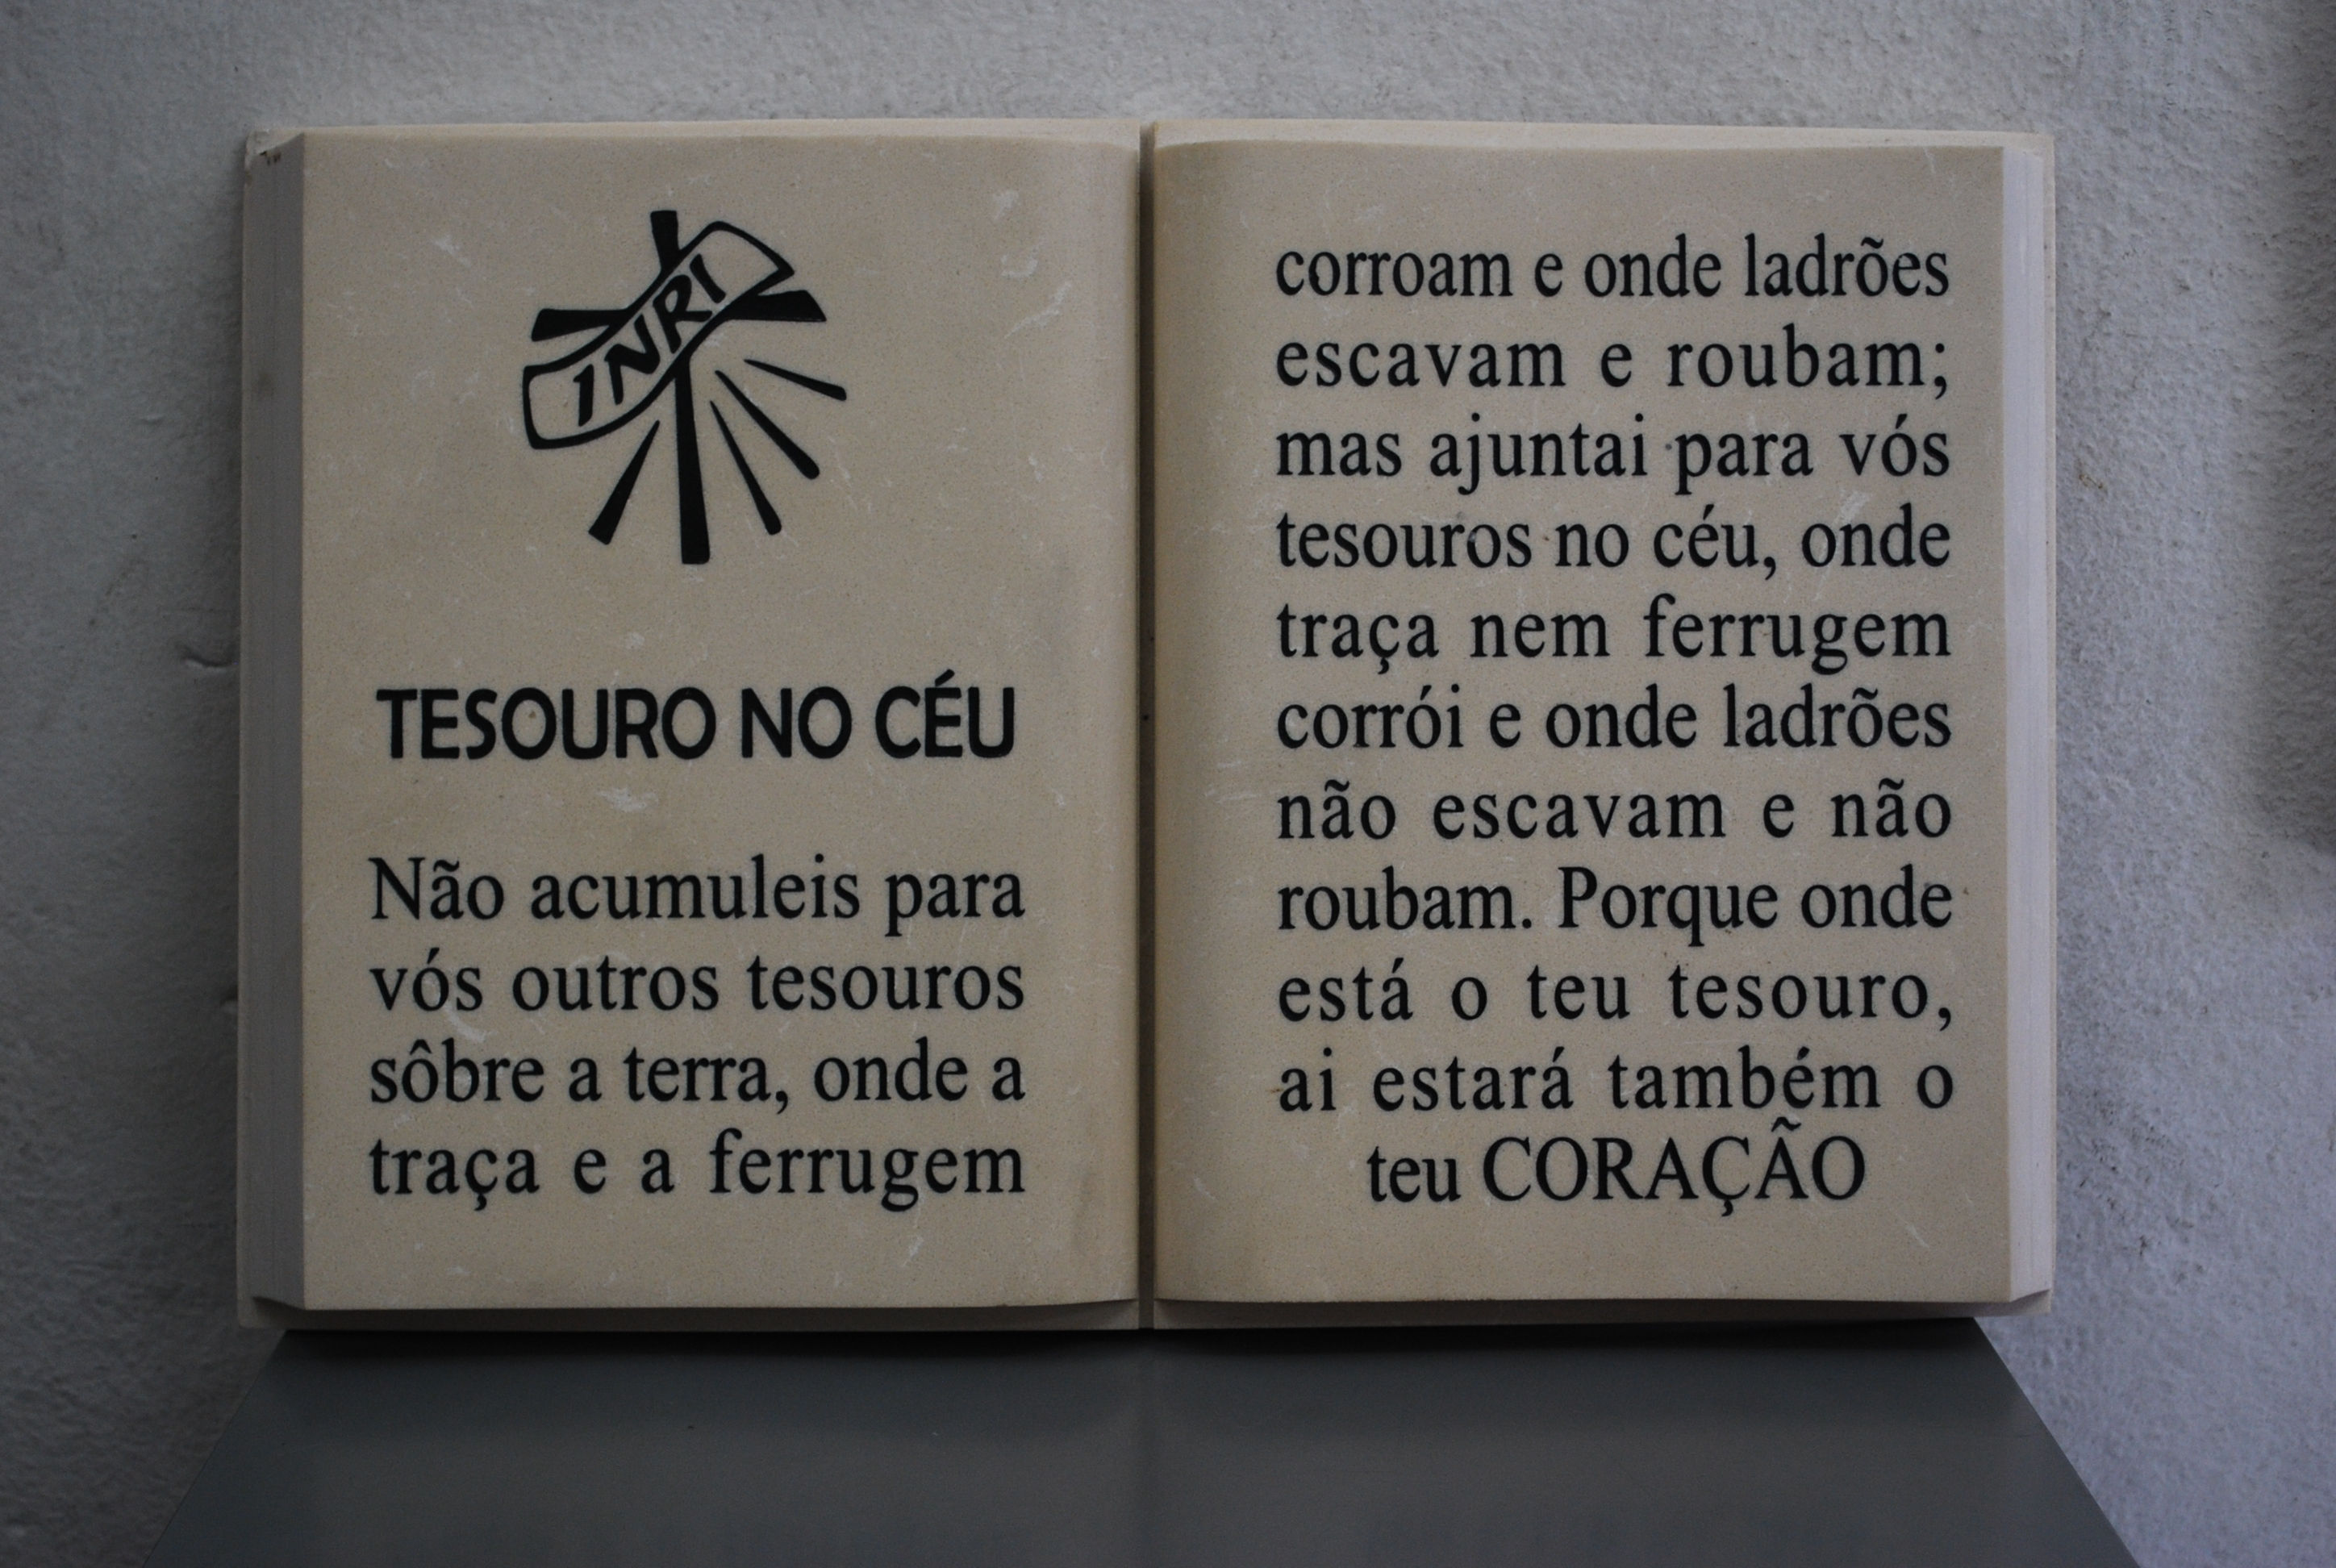 INRI
TESOURO NO CÉU
Não acumuleis para
vós outros tesouros
sôbre a terra, onde a
traça e a ferrugem
corroam e onde ladrões
escavam e roubam;
mas ajuntai para vós
tesouros no céu, onde
traça nem ferrugem
corrói e onde ladrões
não escavam e não
roubam. Porque onde
está o teu tesouro,
ai estará também o
teu CORAÇÃO